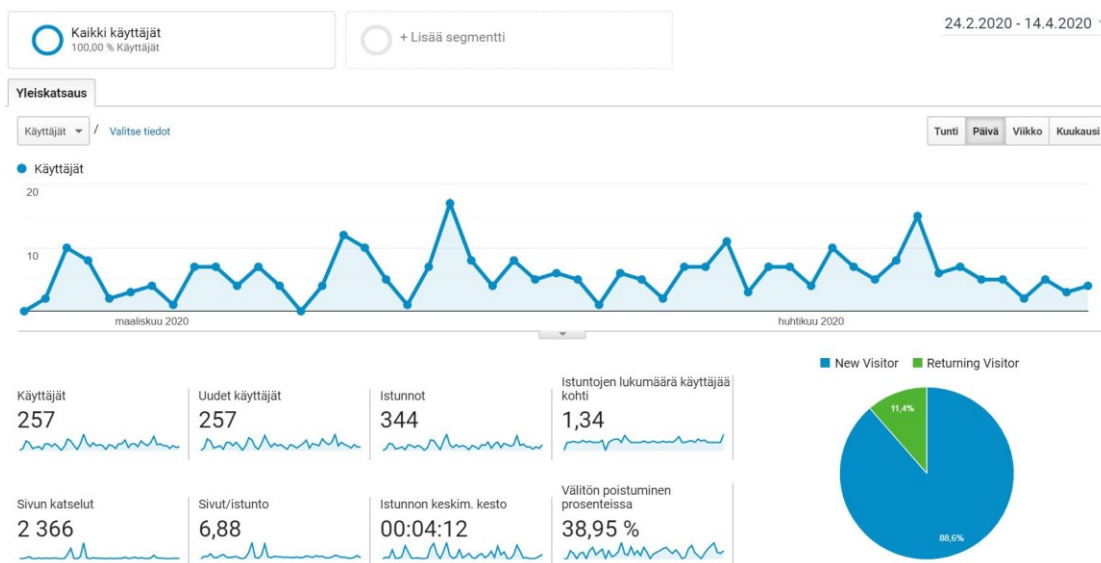 Kaikki käyttäjät
100,00 % Käyttäjät
+ Lisää segmentti
24.2.2020 - 14.4.2020
Yleiskatsaus
Käyttäjät / Valitse tiedot
Tunti Päivä Viikko Kuukausi
Käyttäjät
20
10
maaliskuu 2020
huhtikuu 2020
New Visitor Returning Visitor
Käyttäjät
257
Uudet käyttäjät
257
Istunnot
344
Istuntojen lukumäärä käyttäjää
kohti
1,34
Sivun katselut
2 366
Sivut/istunto
6,88
Istunnon keskim. kesto
00:04:12
Välitön poistuminen
prosenteissa
38,95 %
11,4%
88,6%